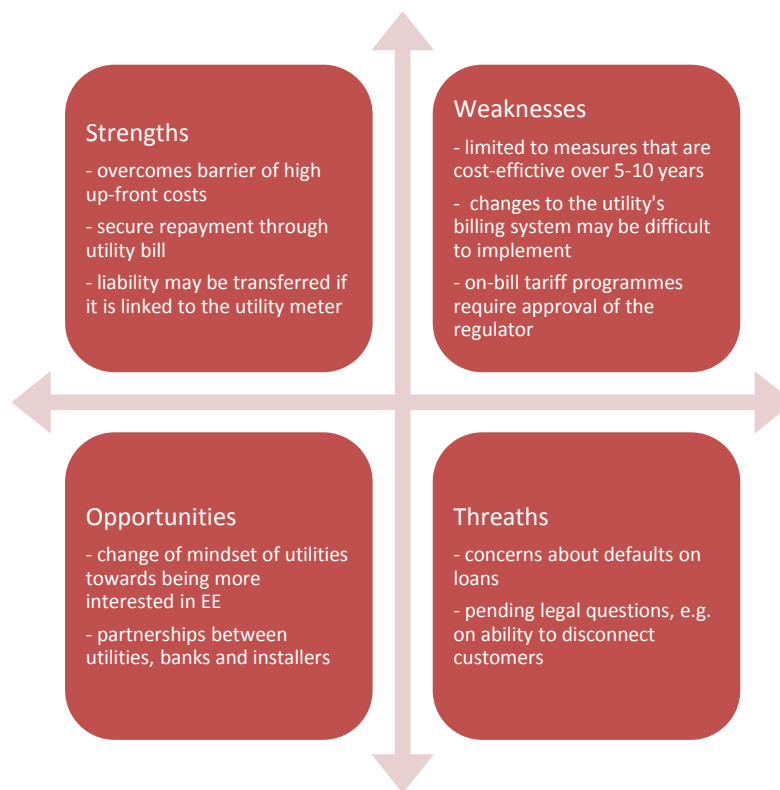 Strengths
- overcomes barrier of high
up-front costs
- secure repayment through
utility bill
- liability may be transferred if
it is linked to the utility meter
Weaknesses
- limited to measures that are
cost-effictive over 5-10 years
-  changes to the utility's
billing system may be difficult
to implement
- on-bill tariff programmes
require approval of the
regulator
Opportunities
- change of mindset of utilities
towards being more
interested in EE
- partnerships between
utilities, banks and installers
Threaths
- concerns about defaults on
loans
- pending legal questions, e.g.
on ability to disconnect
customers